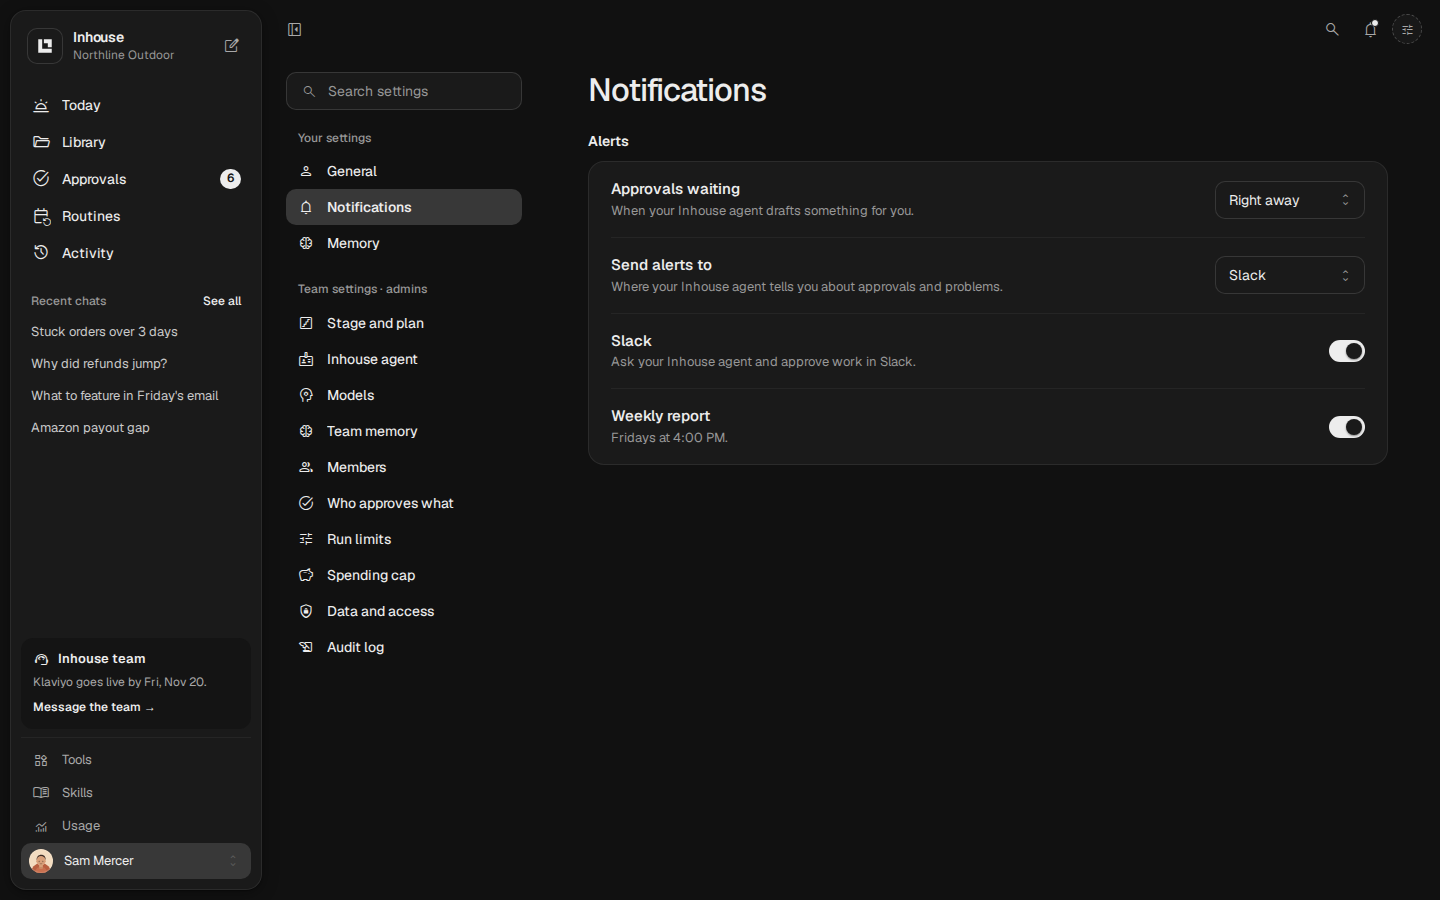 Inhouse
Northline Outdoor
Today
Library
Approvals 6
Routines
Activity
Recent chats See all
Stuck orders over 3 days
Why did refunds jump?
What to feature in Friday's email
Amazon payout gap
Inhouse team
Klaviyo goes live by Fri, Nov 20.
Message the team →
Tools
Skills
Usage
Sam Mercer
Search settings
Your settings
General
Notifications
Memory
Team settings · admins
Stage and plan
Inhouse agent
Models
Team memory
Members
Who approves what
Run limits
Spending cap
Data and access
Audit log
Notifications
Alerts
Approvals waiting
When your Inhouse agent drafts something for you.
Right away
Send alerts to
Where your Inhouse agent tells you about approvals and problems.
Slack
Slack
Ask your Inhouse agent and approve work in Slack.
Weekly report
Fridays at 4:00 PM.